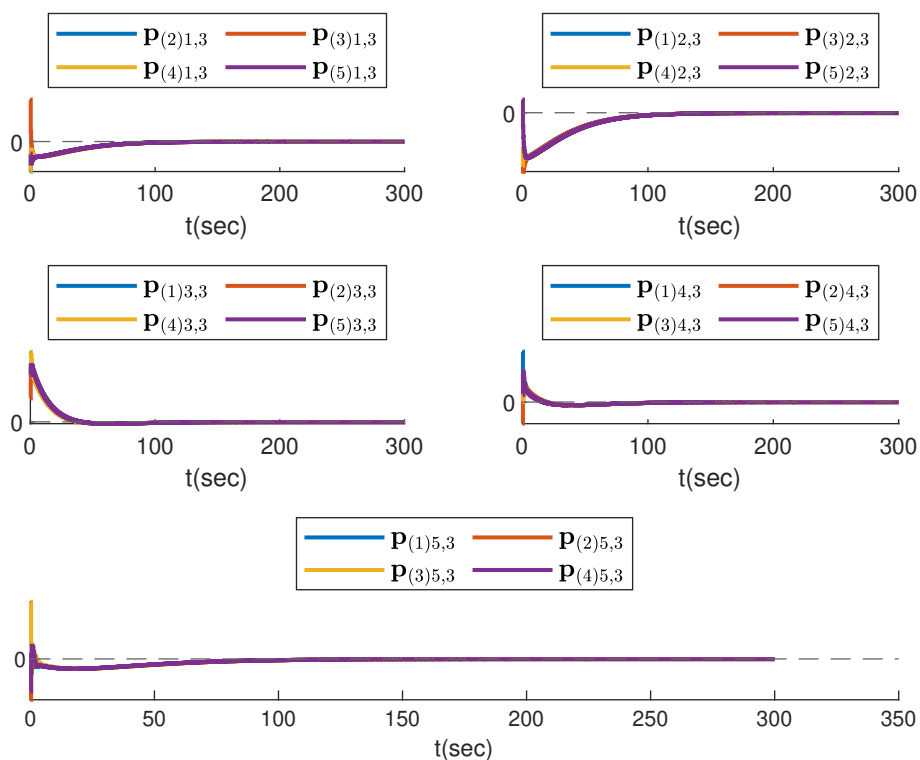 p(2)1,3 p(3)1,3
p(4)1,3 p(5)1,3
0
0 100 200 300
t(sec)
p(1)2,3 p(3)2,3
p(4)2,3 p(5)2,3
0
0 100 200 300
t(sec)
p(1)3,3 p(2)3,3
p(4)3,3 p(5)3,3
0
0 100 200 300
t(sec)
p(1)4,3 p(2)4,3
p(3)4,3 p(5)4,3
0
0 100 200 300
t(sec)
p(1)5,3 p(2)5,3
p(3)5,3 p(4)5,3
0
0 50 100 150 200 250 300 350
t(sec)